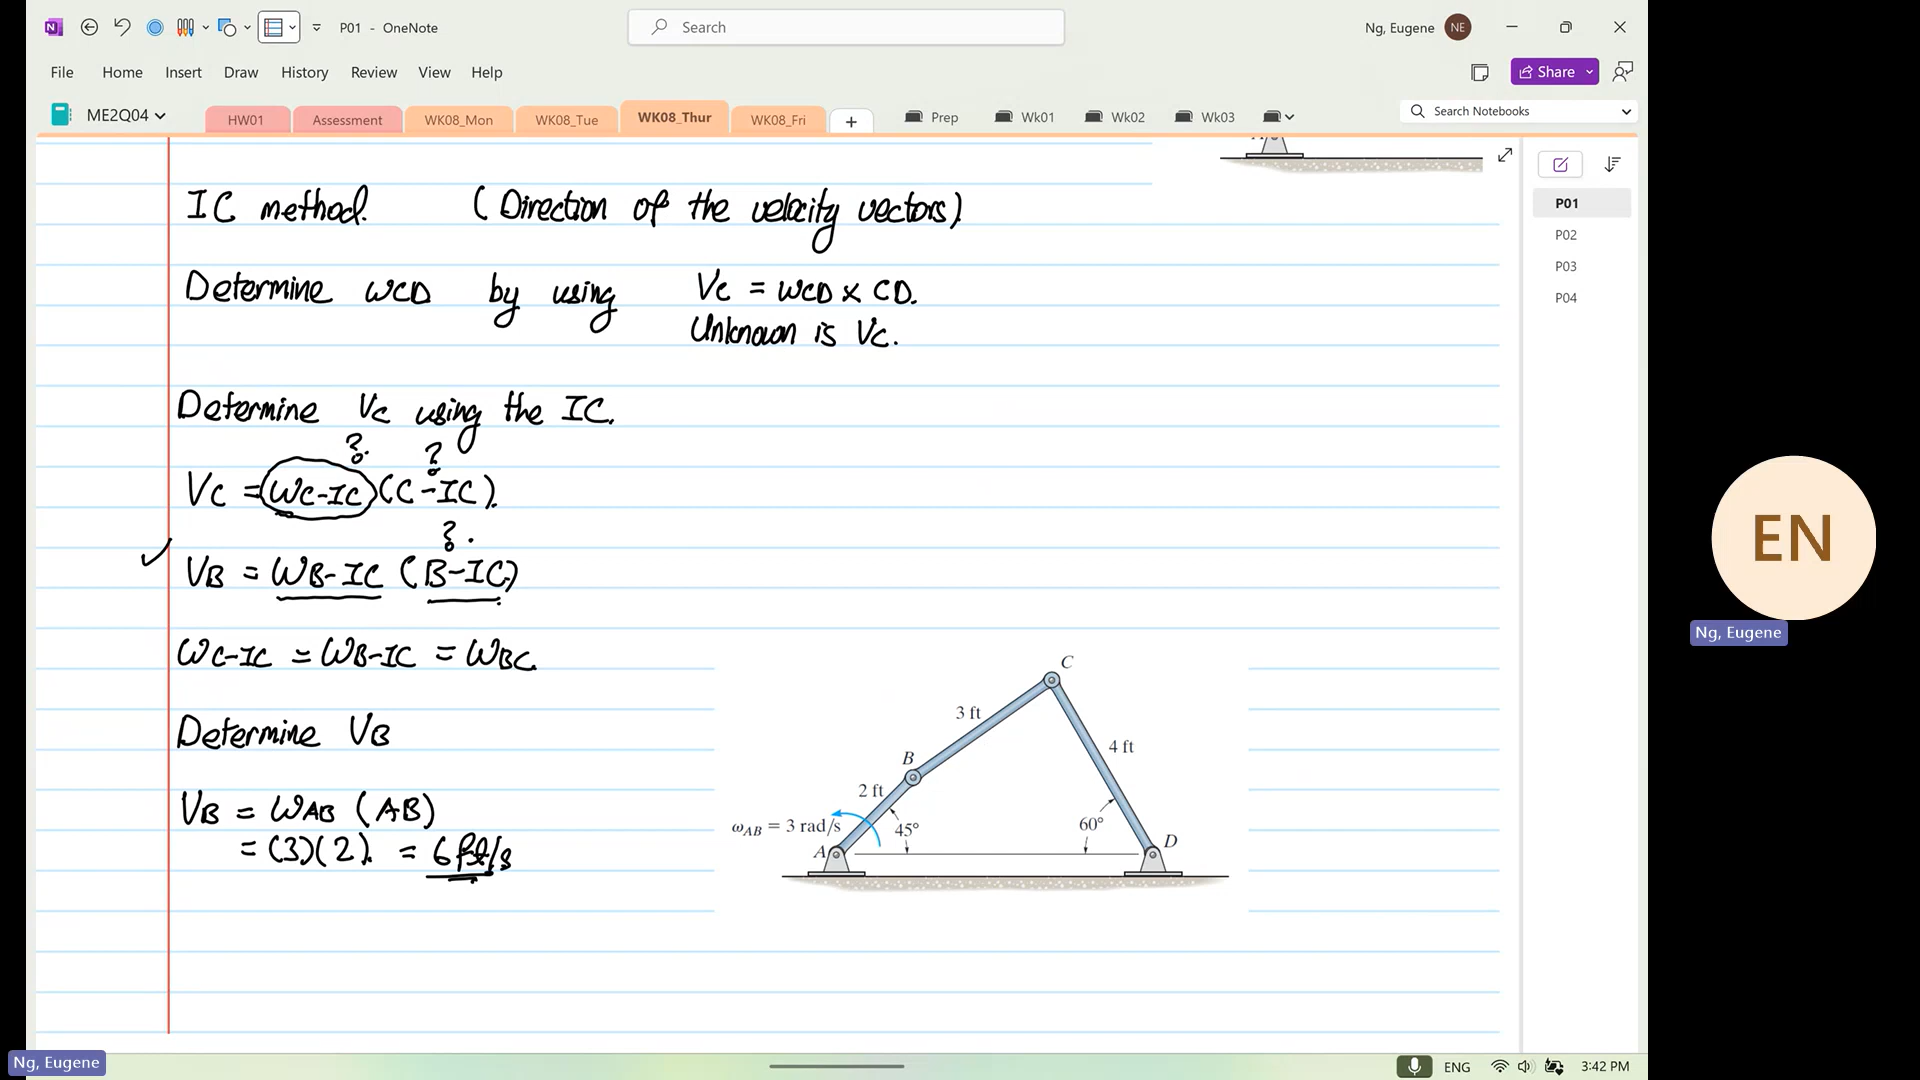 P01 - OneNote
Search
Ng, Eugene NE
File Home Insert Draw History Review View Help
Share
ME2Q04
HW01 Assessment WK08_Mon WK08_Tue WK08_Thur WK08_Fri + Prep Wk01 Wk02 Wk03
Search Notebooks
P01
P02
P03
P04
IC method. (Direction of the velocity vectors).
Determine ωCD by using VC = ωCD x CD.
Unknown is VC.
Determine VC using the IC.
? ?
VC = ωC-IC (C-IC).
?
✓ VB = ωB-IC (B-IC)
ωC-IC = ωB-IC = ωBC.
Determine VB
VB = ωAB (AB)
= (3)(2). = 6 ft/s
C
3 ft
4 ft
B
2 ft
ωAB = 3 rad/s
45°
60°
A
D
EN
Ng, Eugene
Ng, Eugene
ENG
3:42 PM